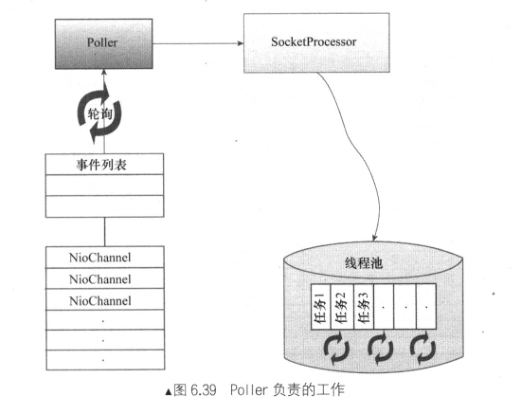 Poller
SocketProcessor
轮询
事件列表
NioChannel
NioChannel
NioChannel
.
.
.
线程池
任务1
任务2
任务3
.
.
.
▲图 6.39 Poller 负责的工作